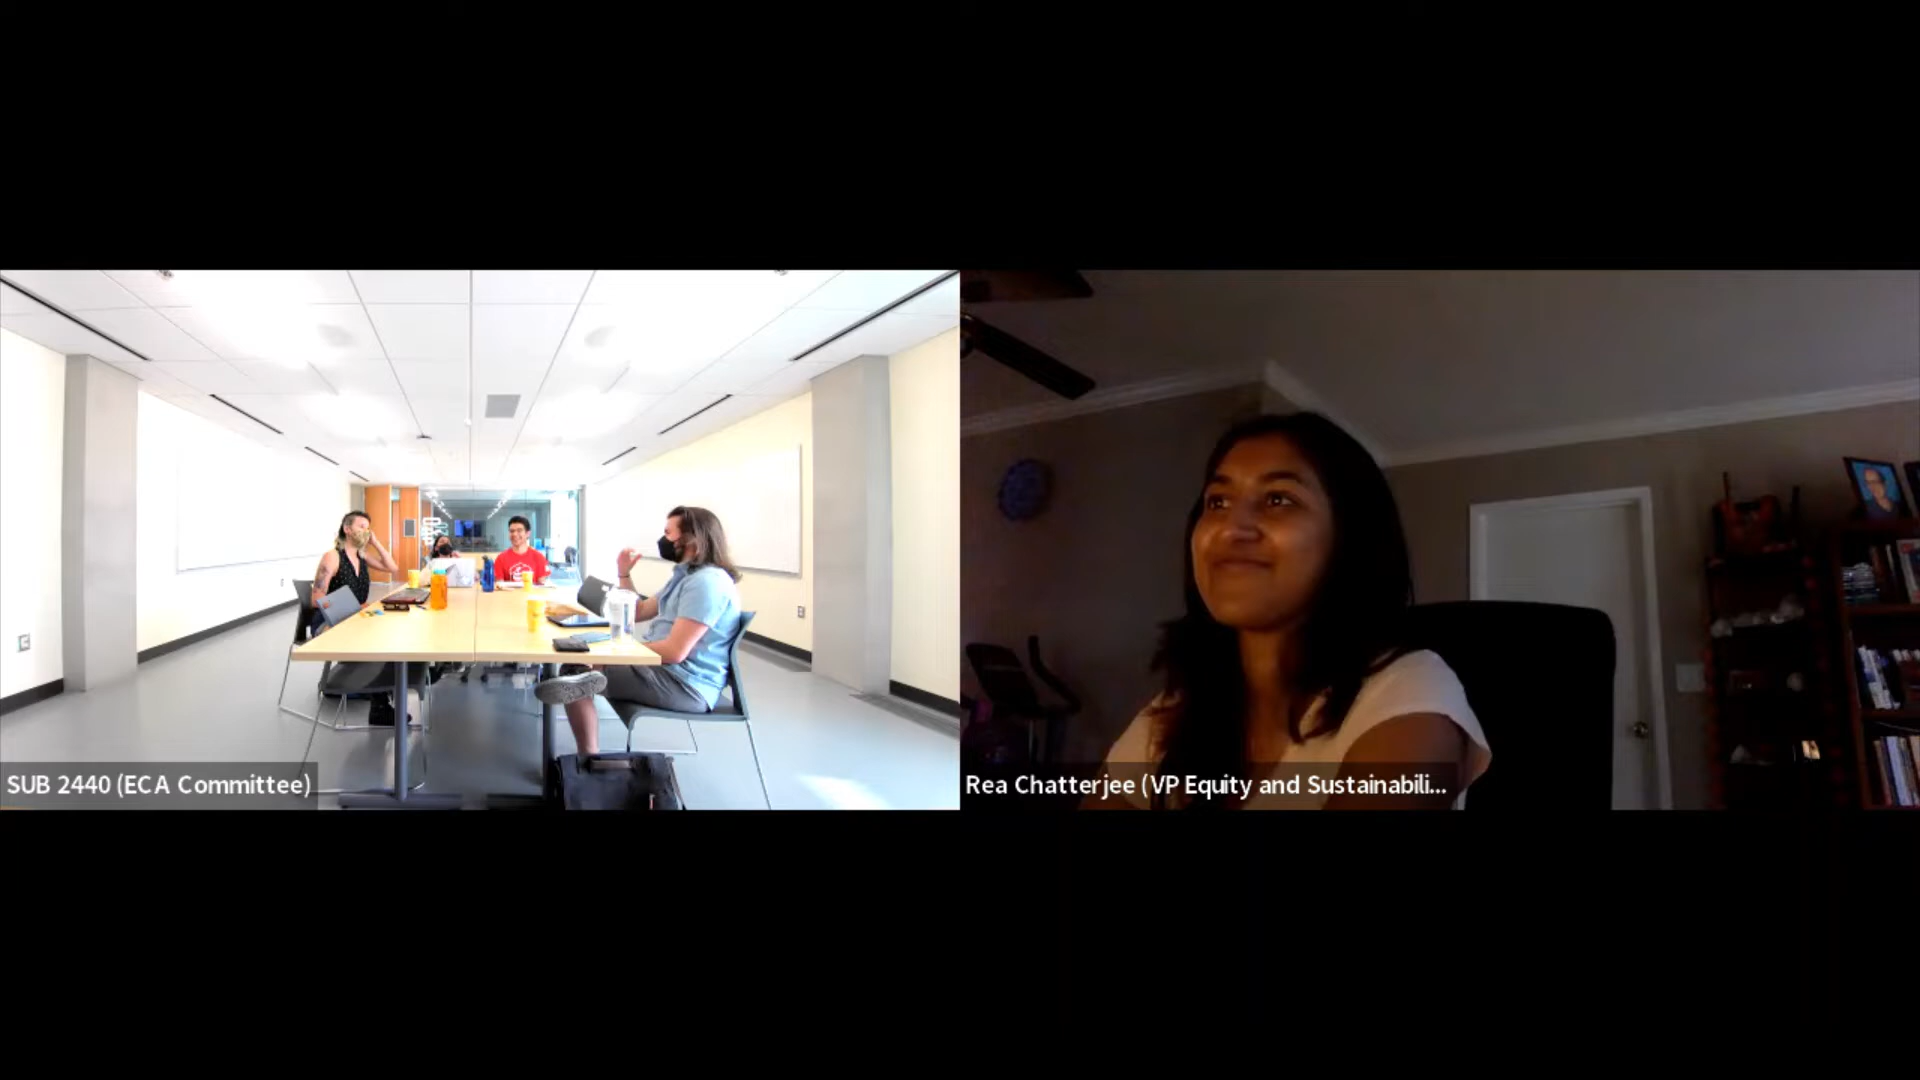 SUB 2440 (ECA Committee)
Rea Chatterjee (VP Equity and Sustainabili...